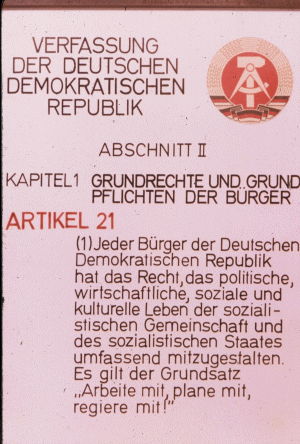 VERFASSUNG
DER DEUTSCHEN
DEMOKRATISCHEN
REPUBLIK
ABSCHNITT II
KAPITEL 1 GRUNDRECHTE UND GRUND
PFLICHTEN DER BÜRGER
ARTIKEL 21
(1) Jeder Bürger der Deutschen
Demokratischen Republik
hat das Recht, das politische,
wirtschaftliche, soziale und
kulturelle Leben der soziali-
stischen Gemeinschaft und
des sozialistischen Staates
umfassend mitzugestalten.
Es gilt der Grundsatz
„Arbeite mit, plane mit,
regiere mit!"